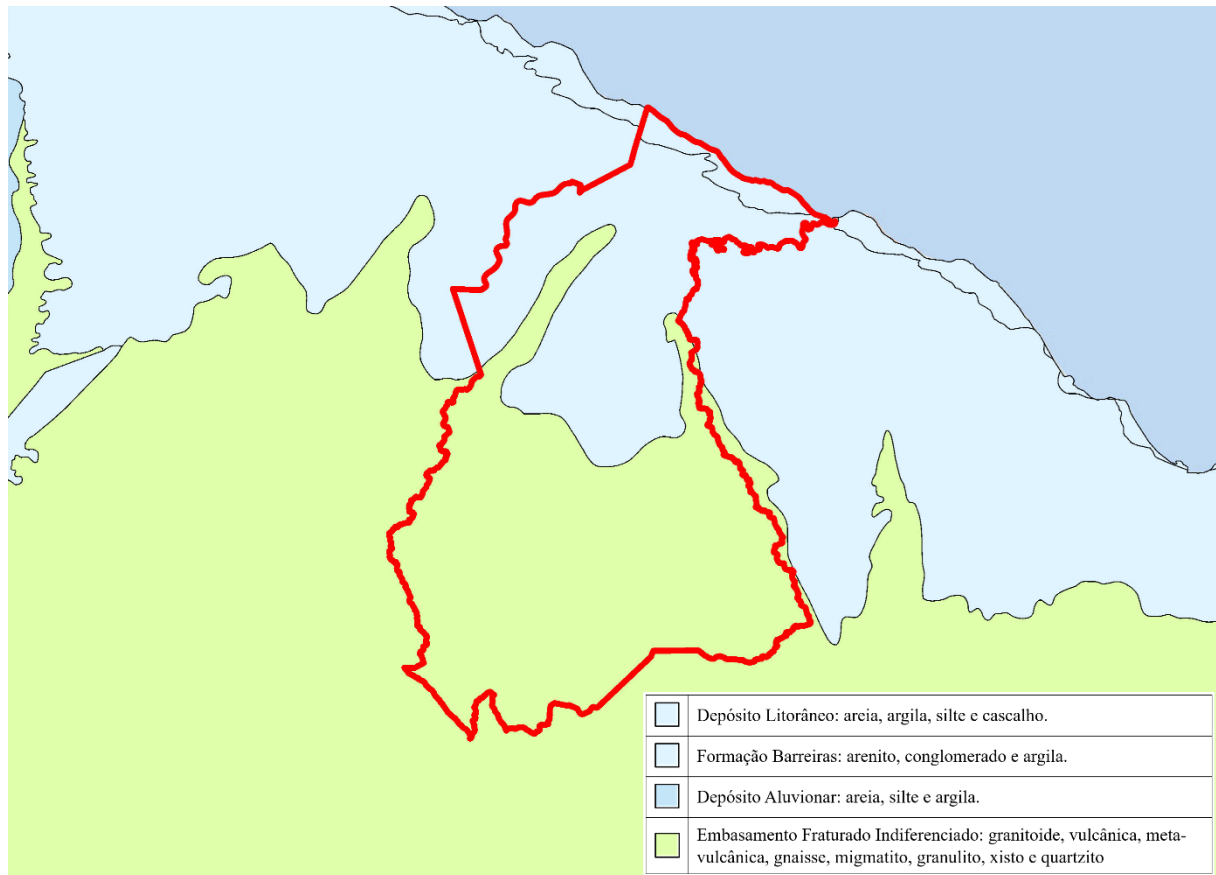 Depósito Litorâneo: areia, argila, silte e cascalho.
Formação Barreiras: arenito, conglomerado e argila.
Depósito Aluvionar: areia, silte e argila.
Embasamento Fraturado Indiferenciado: granitoide, vulcânica, meta-
vulcânica, gnaisse, migmatito, granulito, xisto e quartzito